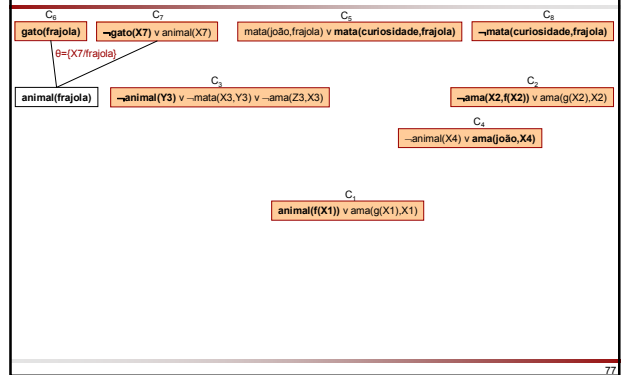 C6
C7
C5
C8
gato(frajola)
¬gato(X7) v animal(X7)
mata(joão,frajola) v mata(curiosidade,frajola)
¬mata(curiosidade,frajola)
θ={X7/frajola}
C3
C2
animal(frajola)
¬animal(Y3) v ¬mata(X3,Y3) v ¬ama(Z3,X3)
¬ama(X2,f(X2)) v ama(g(X2),X2)
C4
¬animal(X4) v ama(joão,X4)
C1
animal(f(X1)) v ama(g(X1),X1)
77